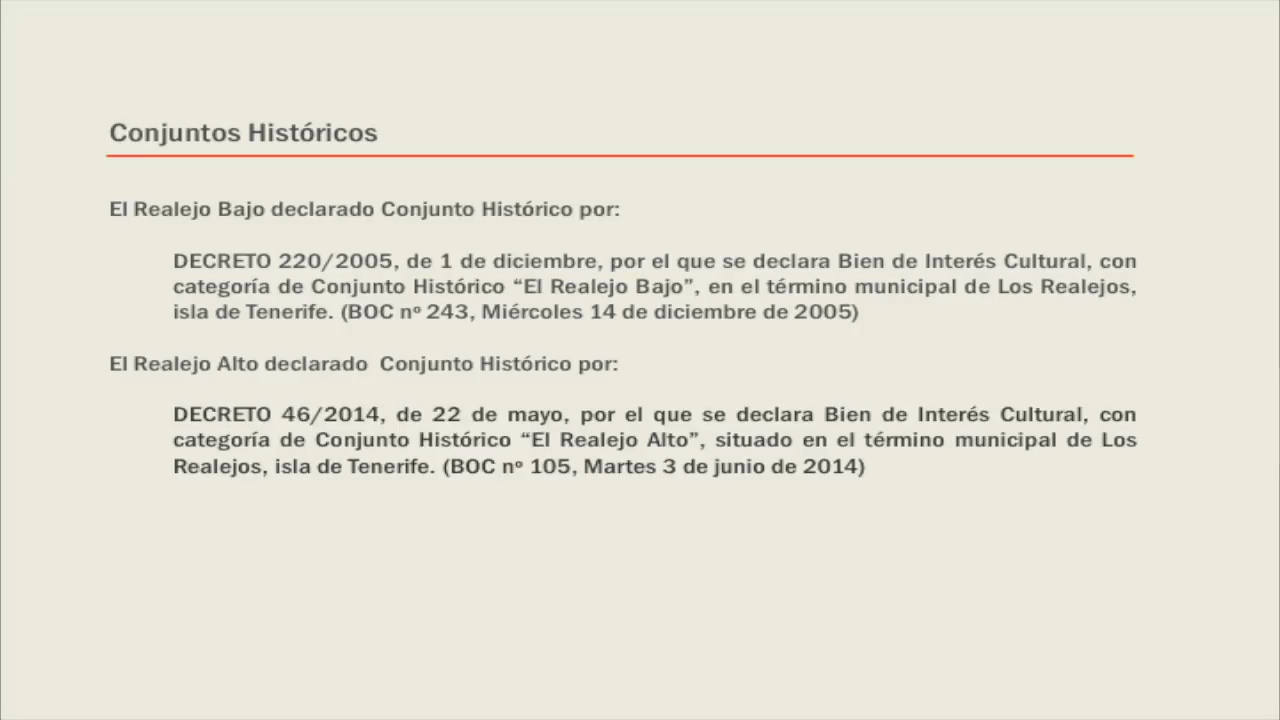 Conjuntos Históricos
El Realejo Bajo declarado Conjunto Histórico por:
DECRETO 220/2005, de 1 de diciembre, por el que se declara Bien de Interés Cultural, con
categoría de Conjunto Histórico “El Realejo Bajo”, en el término municipal de Los Realejos,
isla de Tenerife. (BOC nº 243, Miércoles 14 de diciembre de 2005)
El Realejo Alto declarado  Conjunto Histórico por:
DECRETO 46/2014, de 22 de mayo, por el que se declara Bien de Interés Cultural, con
categoría de Conjunto Histórico “El Realejo Alto”, situado en el término municipal de Los
Realejos, isla de Tenerife. (BOC nº 105, Martes 3 de junio de 2014)